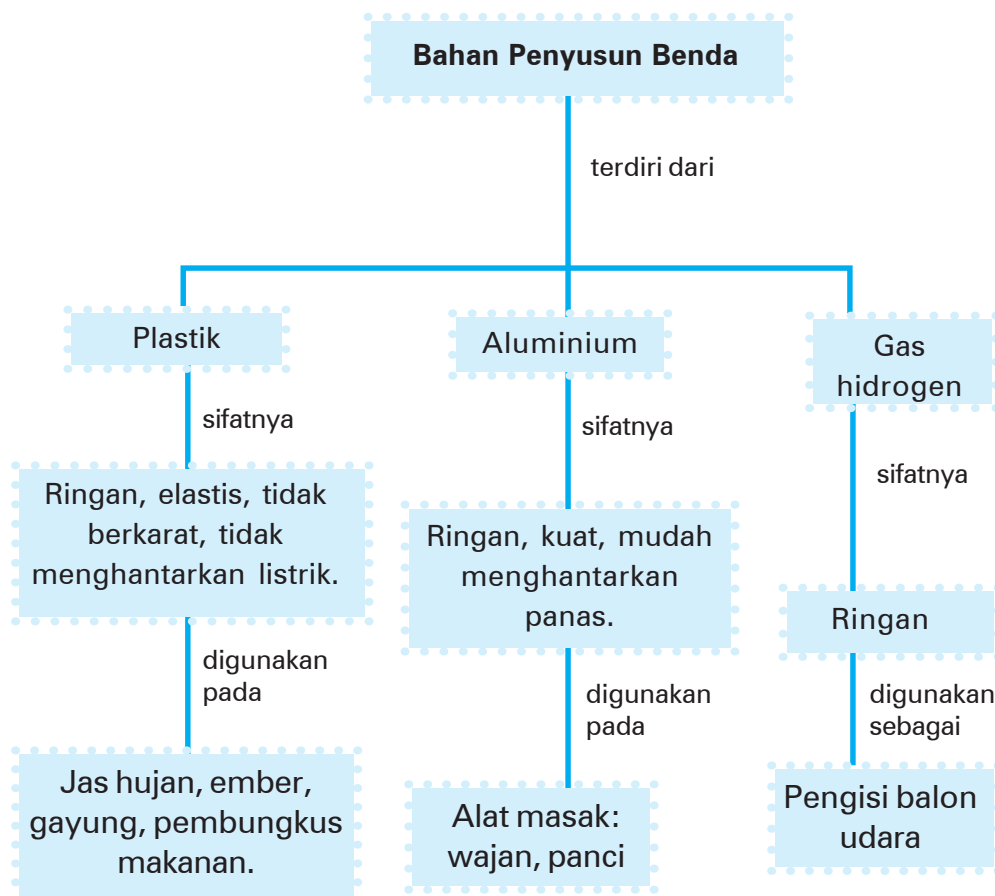 Bahan Penyusun Benda
terdiri dari
Plastik
sifatnya
Ringan, elastis, tidak
berkarat, tidak
menghantarkan listrik.
digunakan
pada
Jas hujan, ember,
gayung, pembungkus
makanan.
Aluminium
sifatnya
Ringan, kuat, mudah
menghantarkan
panas.
digunakan
pada
Alat masak:
wajan, panci
Gas
hidrogen
sifatnya
Ringan
digunakan
sebagai
Pengisi balon
udara